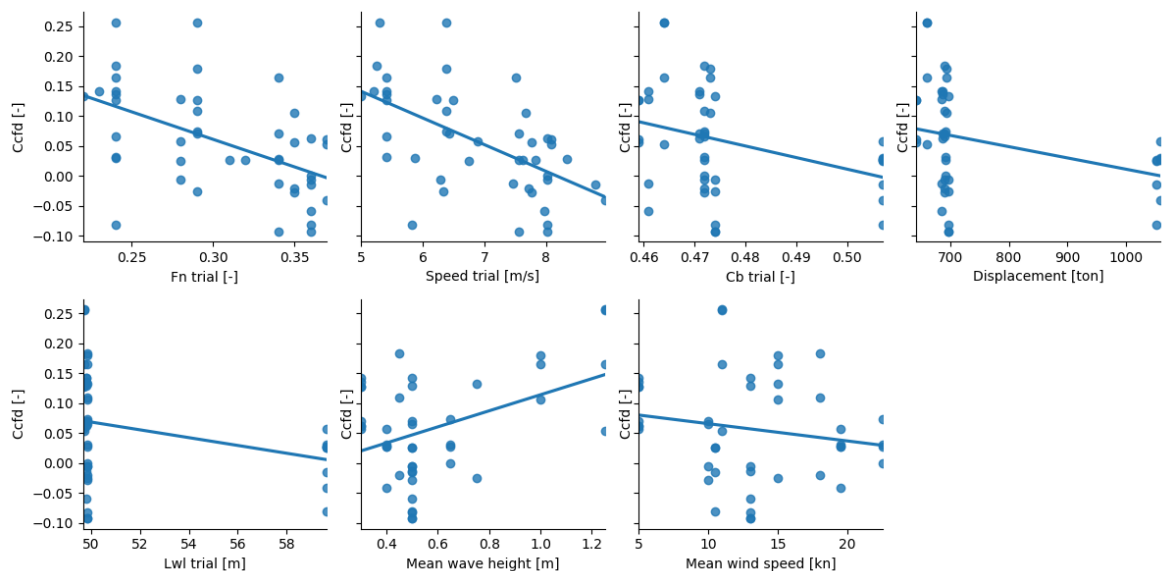 0.25
0.20
0.15
0.10
0.05
0.00
−0.05
−0.10
Ccfd [-]
0.25 0.30 0.35
Fn trial [-]
Ccfd [-]
5 6 7 8
Speed trial [m/s]
Ccfd [-]
0.46 0.47 0.48 0.49 0.50
Cb trial [-]
Ccfd [-]
700 800 900 1000
Displacement [ton]
0.25
0.20
0.15
0.10
0.05
0.00
−0.05
−0.10
Ccfd [-]
50 52 54 56 58
Lwl trial [m]
Ccfd [-]
0.4 0.6 0.8 1.0 1.2
Mean wave height [m]
Ccfd [-]
5 10 15 20
Mean wind speed [kn]